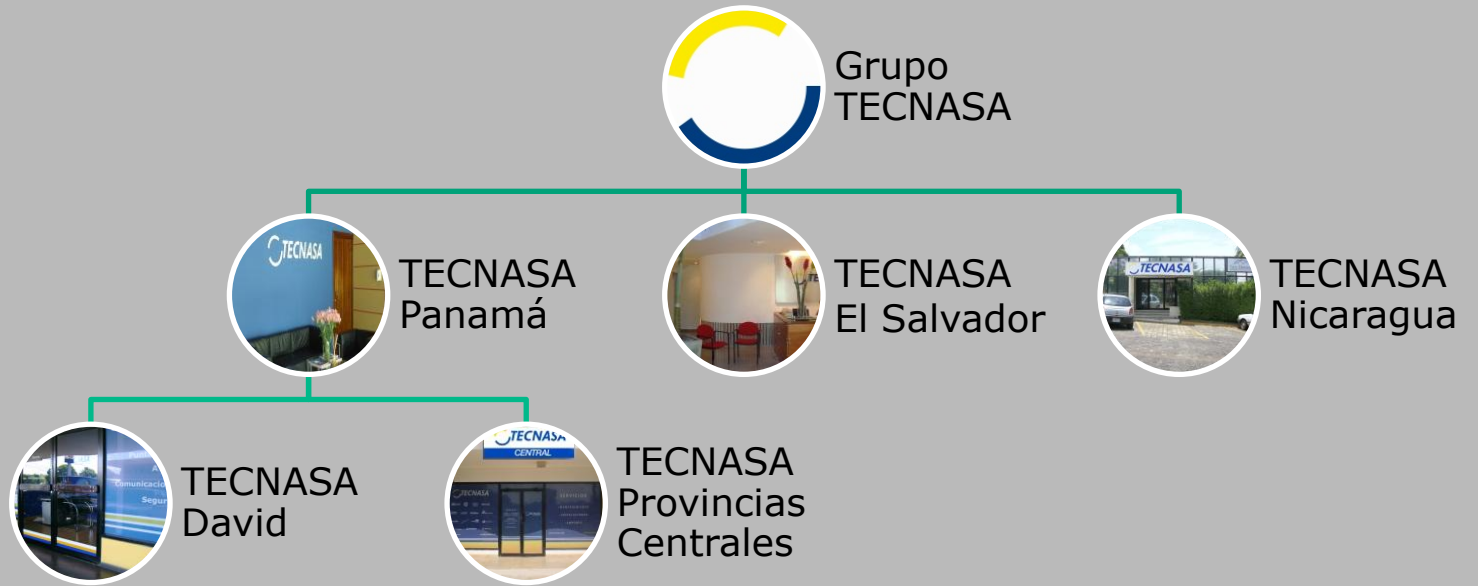 Grupo
TECNASA
TECNASA
TECNASA
Panamá
TECNASA
El Salvador
TECNASA
TECNASA
Nicaragua
TECNASA
David
TECNASA
CENTRAL
TECNASA
SERVICIOS
TECNASA
Provincias
Centrales